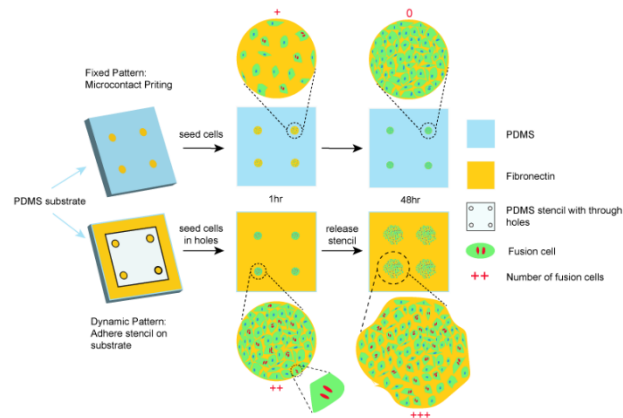 +
0
Fixed Pattern:
Microcontact Priting
seed cells
PDMS
Fibronectin
PDMS substrate
1hr
48hr
PDMS stencil with through
holes
seed cells
in holes
release
stencil
Fusion cell
++ Number of fusion cells
Dynamic Pattern:
Adhere stencil on
substrate
++
+++